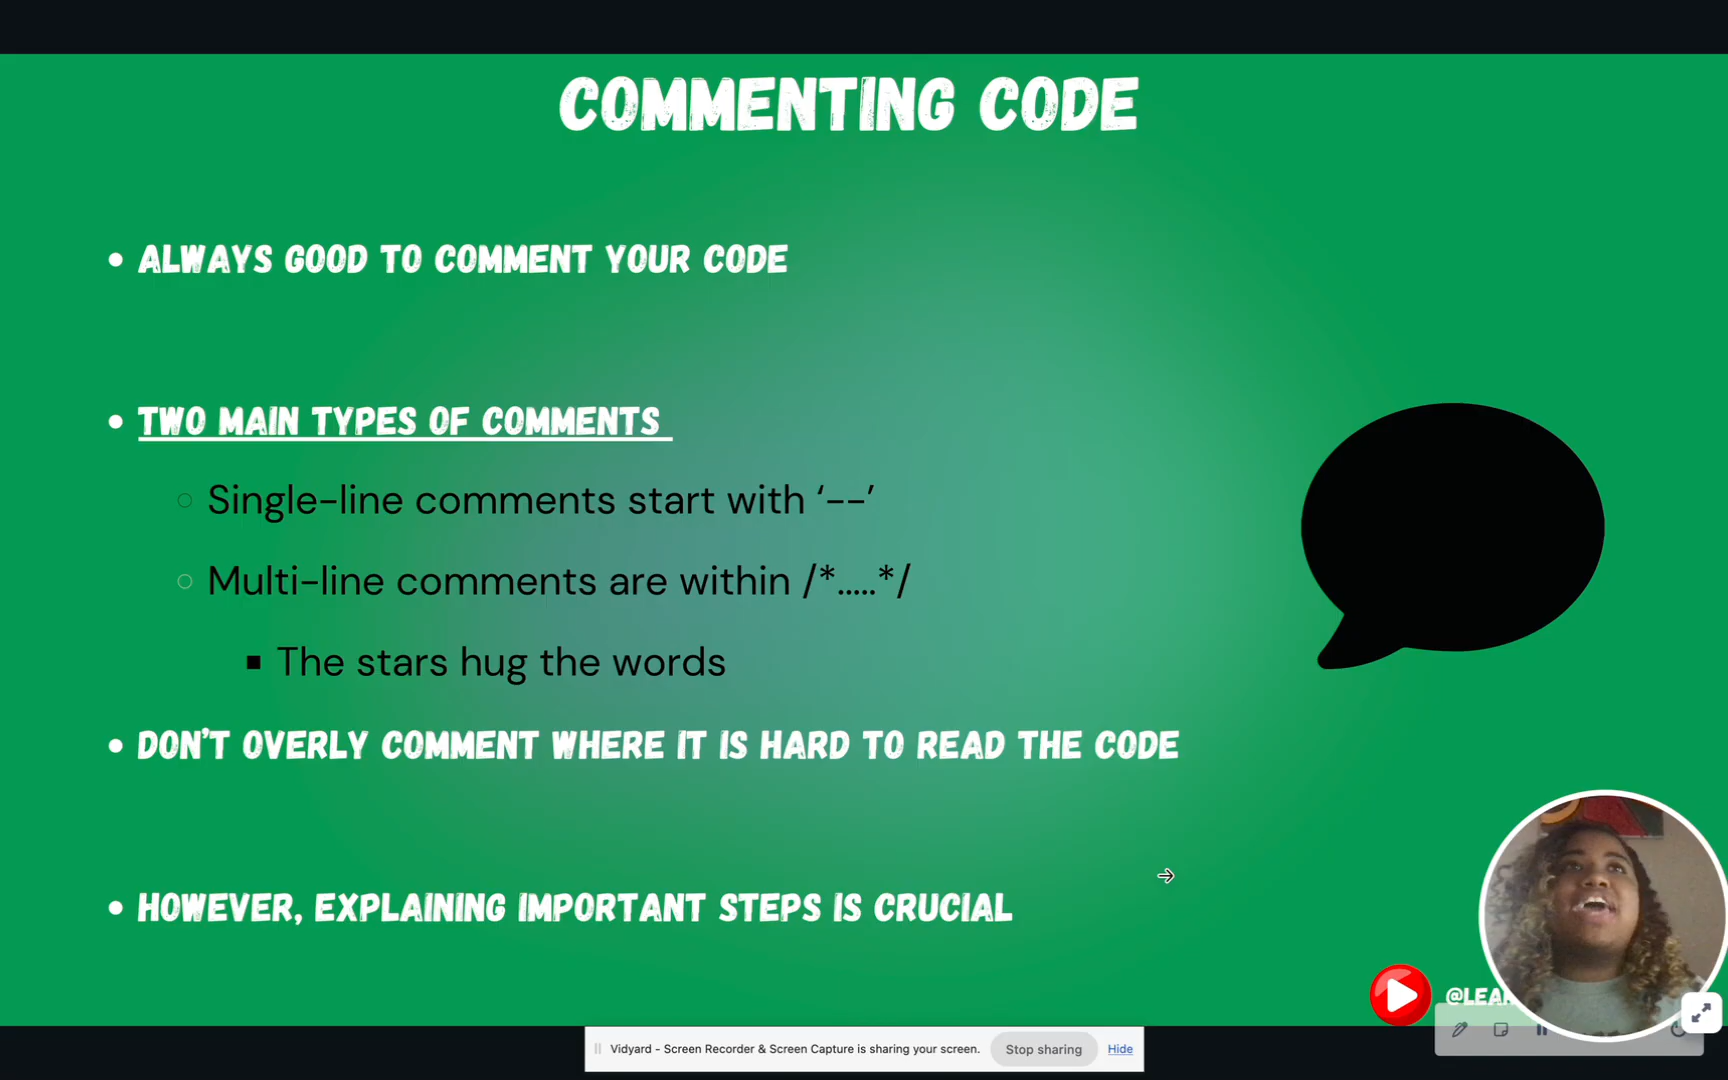 COMMENTING CODE
• ALWAYS GOOD TO COMMENT YOUR CODE
• TWO MAIN TYPES OF COMMENTS
○ Single-line comments start with ‘--’
○ Multi-line comments are within /*.....*/
▪ The stars hug the words
• DON'T OVERLY COMMENT WHERE IT IS HARD TO READ THE CODE
• HOWEVER, EXPLAINING IMPORTANT STEPS IS CRUCIAL
Vidyard - Screen Recorder & Screen Capture is sharing your screen. Stop sharing Hide